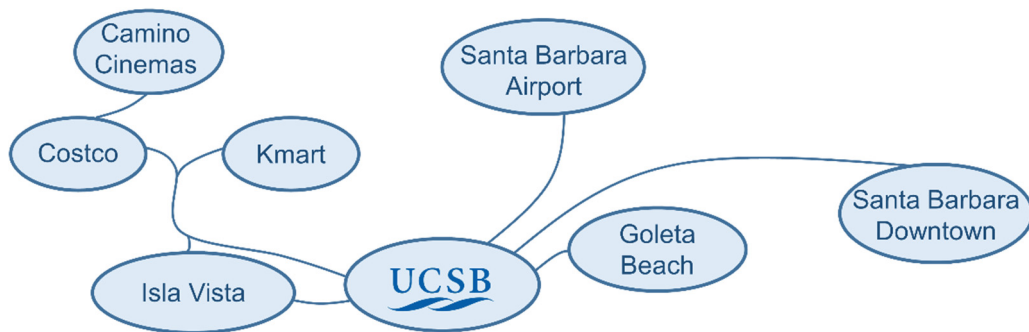 Camino
Cinemas
Santa Barbara
Airport
Costco
Kmart
Santa Barbara
Downtown
Goleta
Beach
Isla Vista
UCSB